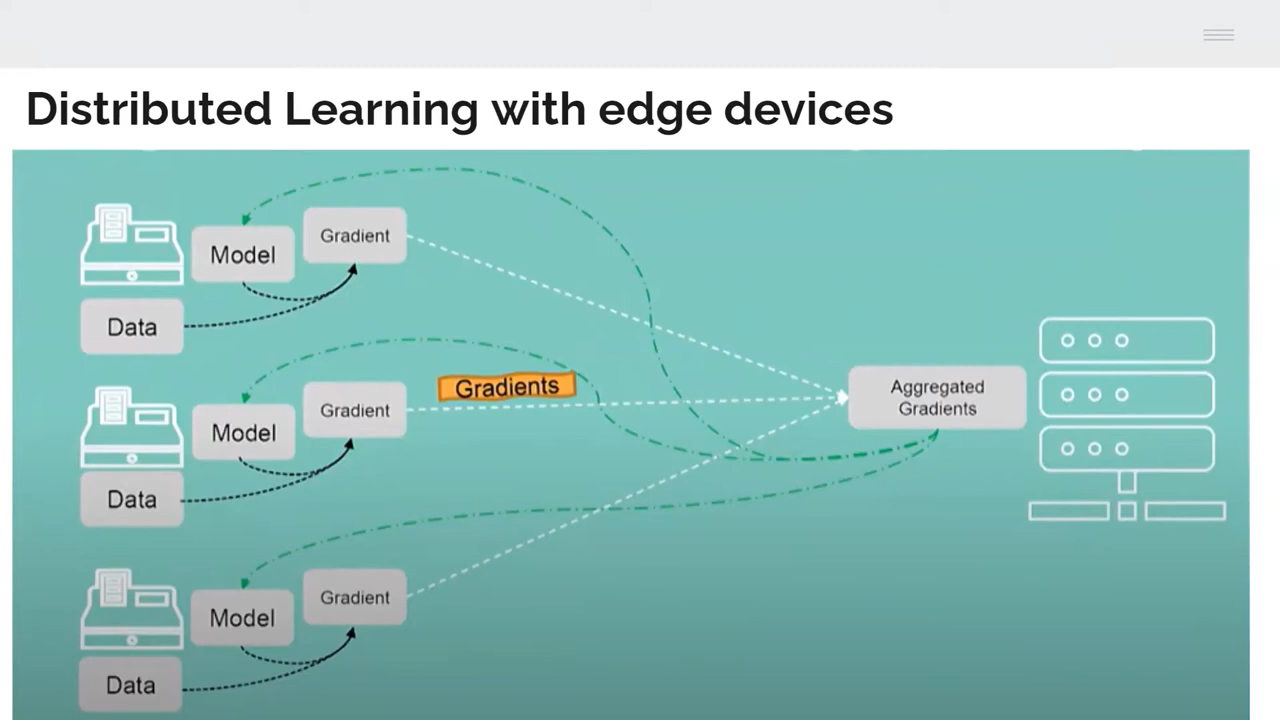 Distributed Learning with edge devices
Gradient
Model
Data
Gradients
Gradient
Model
Data
Aggregated
Gradients
Gradient
Model
Data